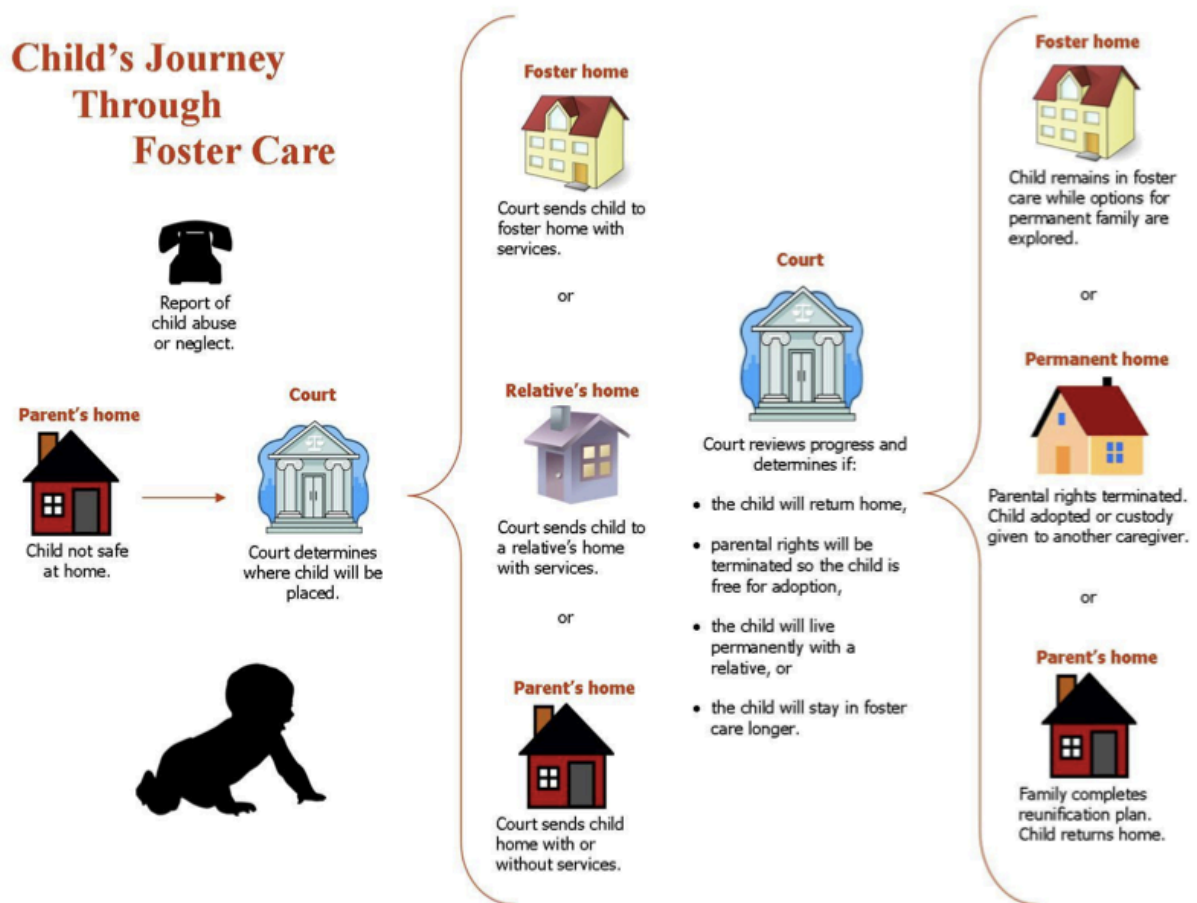 Child's Journey
Through
Foster Care
Report of
child abuse
or neglect.
Parent's home
Child not safe
at home.
Court
Court determines
where child will be
placed.
Foster home
Court sends child to
foster home with
services.
or
Relative's home
Court sends child to
a relative's home
with services.
or
Parent's home
Court sends child
home with or
without services.
Court
Court reviews progress and
determines if:
• the child will return home,
• parental rights will be
terminated so the child is
free for adoption,
• the child will live
permanently with a
relative, or
• the child will stay in foster
care longer.
Foster home
Child remains in foster
care while options for
permanent family are
explored.
or
Permanent home
Parental rights terminated.
Child adopted or custody
given to another caregiver.
or
Parent's home
Family completes
reunification plan.
Child returns home.